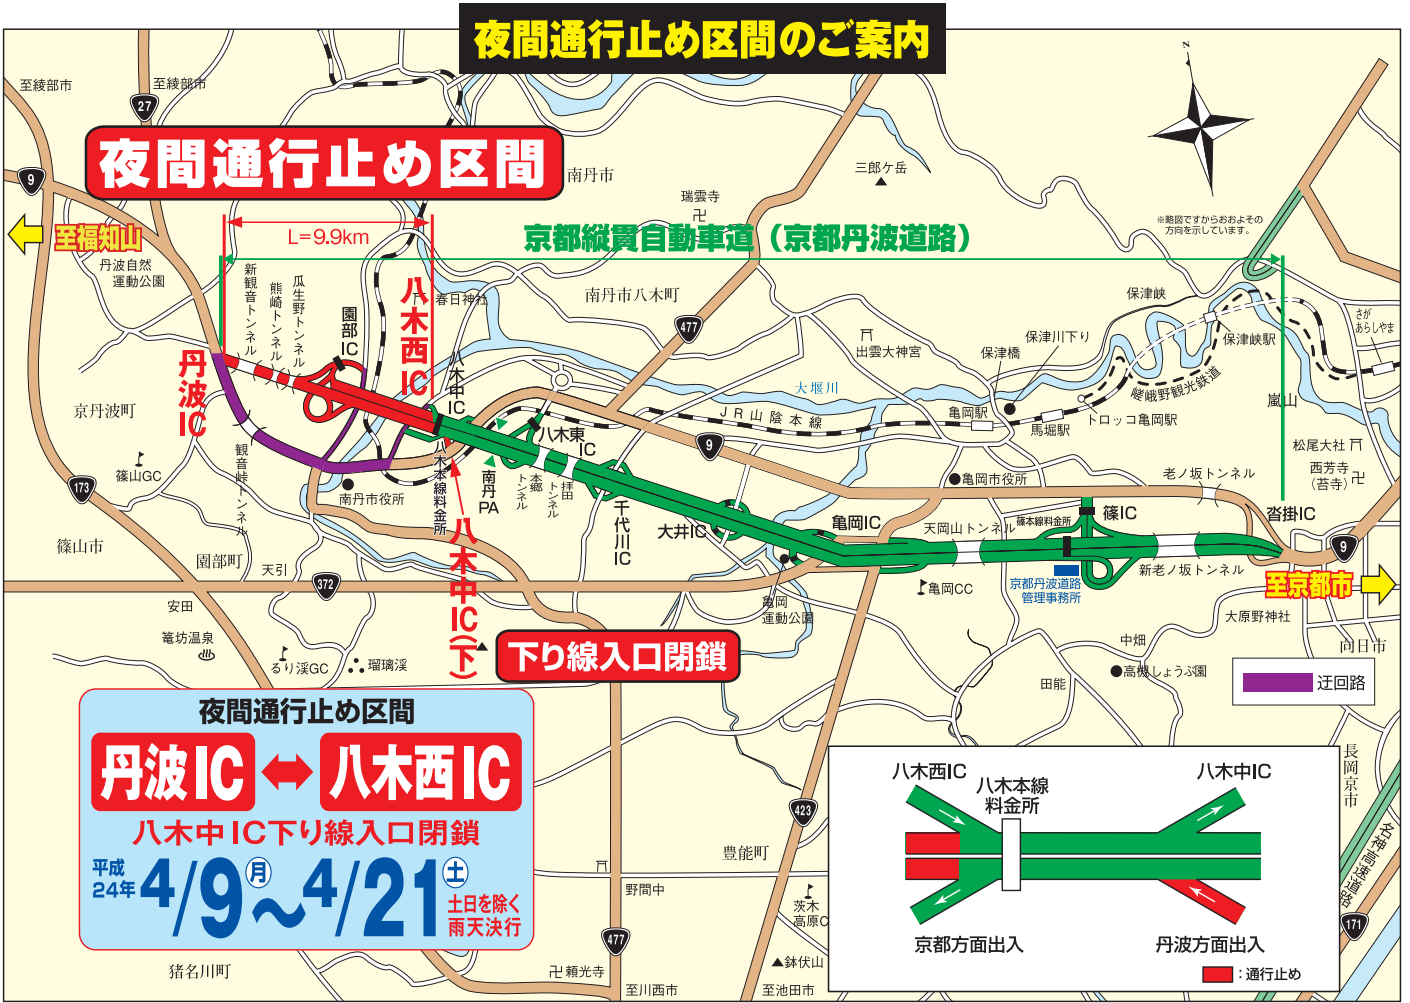 夜間通行止め区間のご案内
至綾部市
至綾部市
27
9
夜間通行止め区間
南丹市
三郎ケ岳
瑞雲寺
卍
N
※略図ですからおおよその
方向を示しています。
至福知山
L=9.9km
京都縦貫自動車道（京都丹波道路）
丹波自然
運動公園
新観音トンネル
熊崎トンネル
瓜生野トンネル
園部IC
八木西IC
春日神社
南丹市八木町
477
出雲大神宮
保津峡
保津川下り
保津橋
保津峡駅
さが
あらしやま
嵯峨野観光鉄道
丹波IC
八木中IC
大堰川
JR山陰本線
亀岡駅
馬堀駅
トロッコ亀岡駅
嵐山
京丹波町
篠山GC
173
観音峠トンネル
南丹市役所
八木本線料金所
南丹PA
八木東IC
本郷トンネル
拝田トンネル
千代川IC
9
大井IC
亀岡IC
亀岡市役所
天岡山トンネル
篠本線料金所
篠IC
老ノ坂トンネル
松尾大社
西芳寺
（苔寺）
卍
沓掛IC
9
篠山市
園部町
天引
372
八木中IC(下)
亀岡
運動公園
亀岡CC
京都丹波道路
管理事務所
新老ノ坂トンネル
至京都市
安田
篭坊温泉
るり渓GC
瑠璃渓
下り線入口閉鎖
大原野神社
中畑
向日市
高槻しょうぶ園
田能
迂回路
長岡京市
夜間通行止め区間
丹波IC
八木西IC
八木中IC下り線入口閉鎖
平成
24年
4/9月～4/21土
土日を除く
雨天決行
猪名川町
野間中
477
卍頼光寺
至川西市
豊能町
423
茨木
高原C
鉢伏山
至池田市
八木西IC
八木本線
料金所
八木中IC
京都方面出入
丹波方面出入
：通行止め
名神高速道路
171